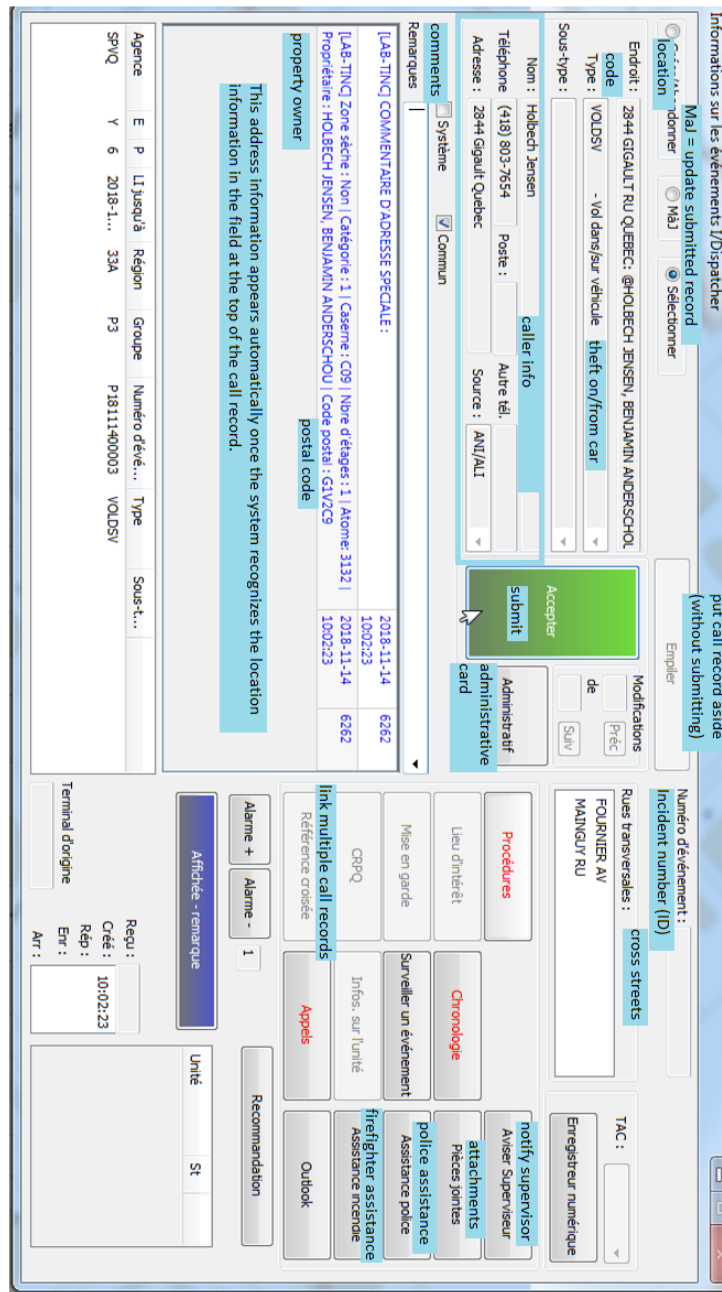 Informations sur les événements I/Dispatcher
MaJ = update submitted record
put call record aside
(without submitting)
donner
MàJ
Sélectionner
Empiler
location
Endroit :
2844 GIGAULT RU QUEBEC: @HOLBECH JENSEN, BENJAMIN ANDERSCHOL
code
Type :
VOLDSV - Vol dans/sur véhicule
theft on/from car
Sous-type :
Accepter
submit
Modifications
de
Préc
Suiv
Administratif
administrative
card
Nom :
Holbech Jensen
caller info
Téléphone
(418) 803-7654
Poste :
Autre tél.
Adresse :
2844 Gigault Quebec
Source :
ANI/ALI
comments
Remarques
Système
Commun
[LAB-TINC] COMMENTAIRE D'ADRESSE SPECIALE :
2018-11-14
10:02:23
6262
[LAB-TINC] Zone sèche : Non | Catégorie : 1 | Caserne : C09 | Nbre d'étages : 1 | Atome: 3132 |
Propriétaire : HOLBECH JENSEN, BENJAMIN ANDERSCHOU | Code postal : G1V2C9
2018-11-14
10:02:23
6262
property owner
postal code
This address information appears automatically once the system recognizes the location
information in the field at the top of the call record.
Agence
E
P
LI jusqu'à
Région
Groupe
Numéro d'évé...
Type
Sous-t...
SPVQ
Y
6
2018-1...
33A
P3
P18111400003
VOLDSV
Numéro d'événement :
Incident number (ID)
Rues transversales :
cross streets
FOURNIER AV
MAINGUY RU
TAC :
Enregistreur numérique
Procédures
Chronologie
notify supervisor
Aviser Superviseur
Lieu d'intérêt
attachments
Pièces jointes
Mise en garde
Surveiller un événement
police assistance
Assistance police
CRPQ
Infos. sur l'unité
firefighter assistance
Assistance incendie
link multiple call records
Référence croisée
Appels
Outlook
Alarme +
Alarme -
1
Recommandation
Affichée - remarque
Terminal d'origine
Reçu :
Créé :
10:02:23
Rép :
Enr :
Arr :
Unité
St